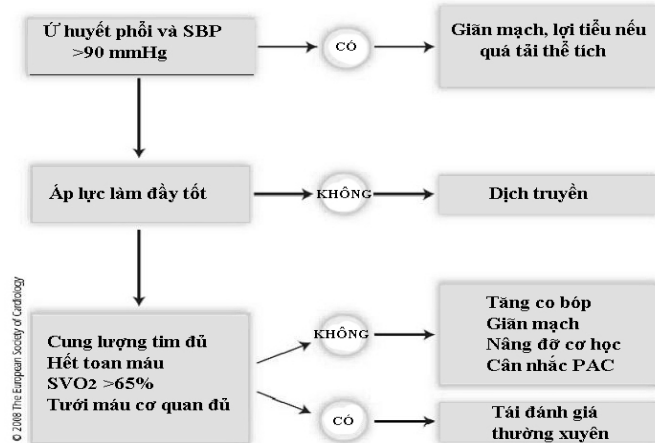 Ứ huyết phổi và SBP
>90 mmHg
CÓ
Giãn mạch, lợi tiểu nếu
quá tải thể tích
Áp lực làm đầy tốt
KHÔNG
Dịch truyền
Cung lượng tim đủ
Hết toan máu
SVO2 >65%
Tưới máu cơ quan đủ
KHÔNG
Tăng co bóp
Giãn mạch
Nâng đỡ cơ học
Cân nhắc PAC
CÓ
Tái đánh giá
thường xuyên
© 2008 The European Society of Cardiology